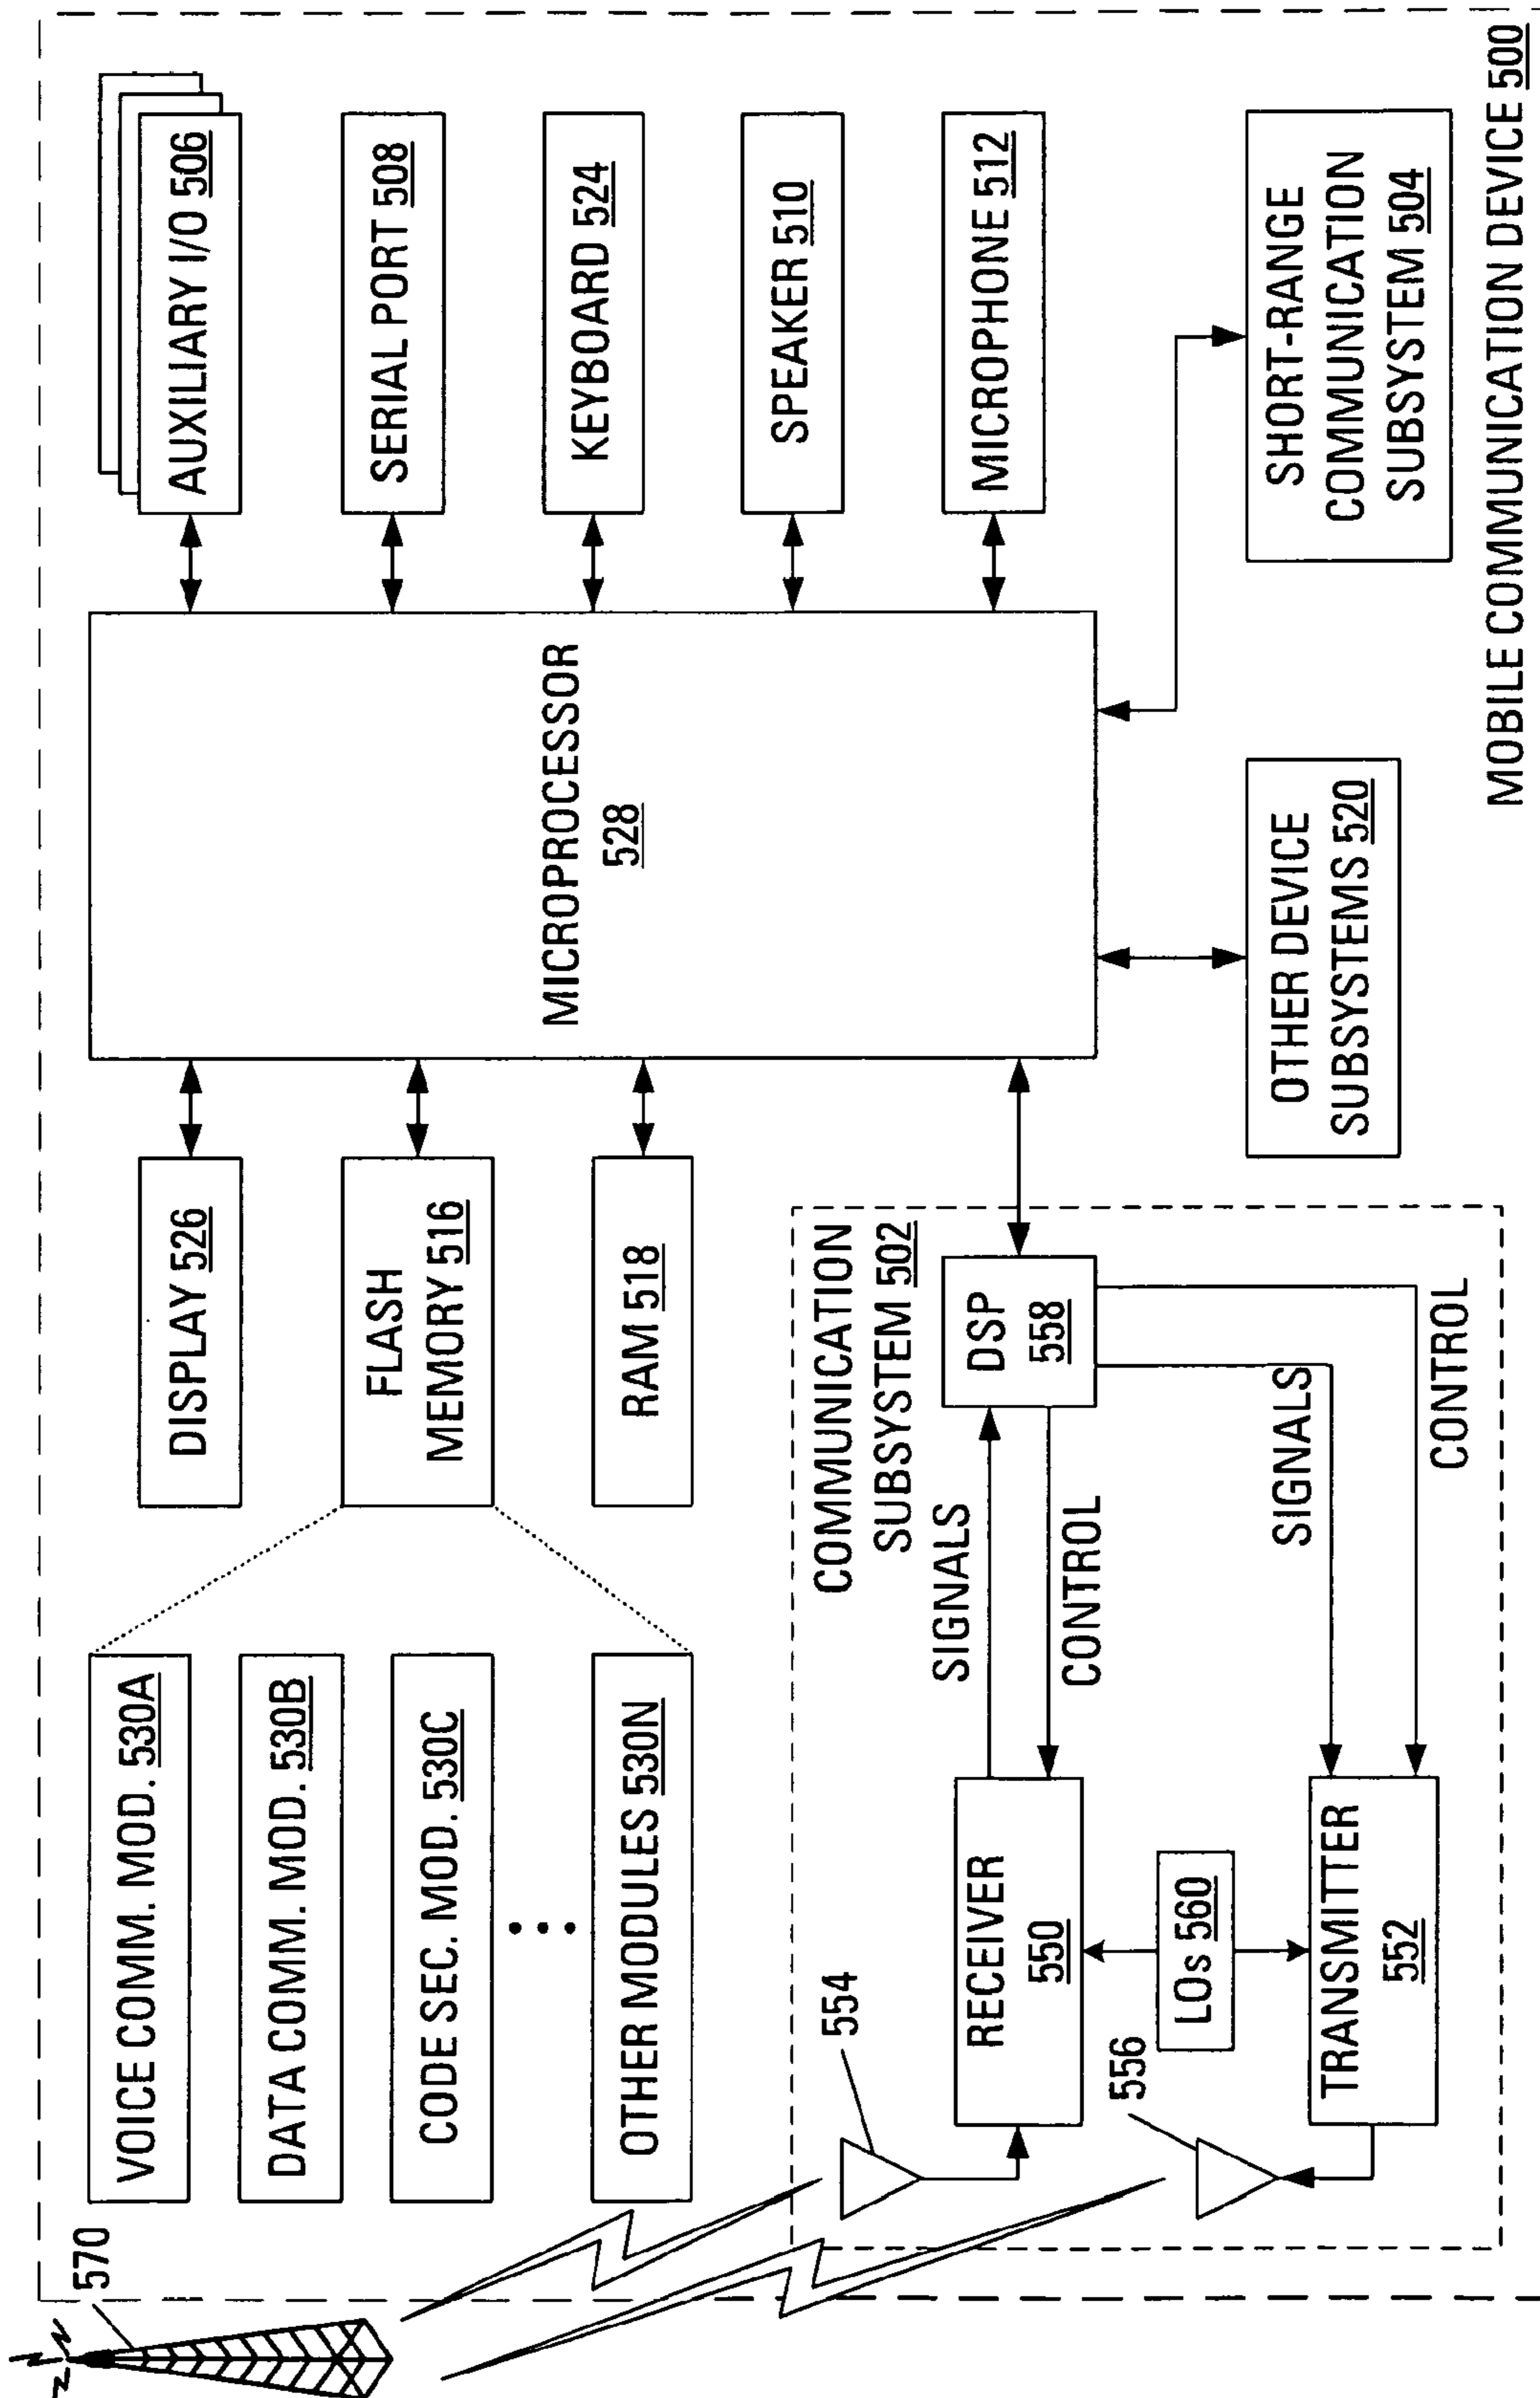 570
VOICE COMM. MOD. 530A
DATA COMM. MOD. 530B
CODE SEC. MOD. 530C
OTHER MODULES 530N
DISPLAY 526
FLASH
MEMORY 516
RAM 518
MICROPROCESSOR
528
AUXILIARY I/O 506
SERIAL PORT 508
KEYBOARD 524
SPEAKER 510
MICROPHONE 512
COMMUNICATION
SUBSYSTEM 502
554
RECEIVER
550
SIGNALS
CONTROL
DSP
558
556
LOs 560
TRANSMITTER
552
SIGNALS
CONTROL
OTHER DEVICE
SUBSYSTEMS 520
SHORT-RANGE
COMMUNICATION
SUBSYSTEM 504
MOBILE COMMUNICATION DEVICE 500